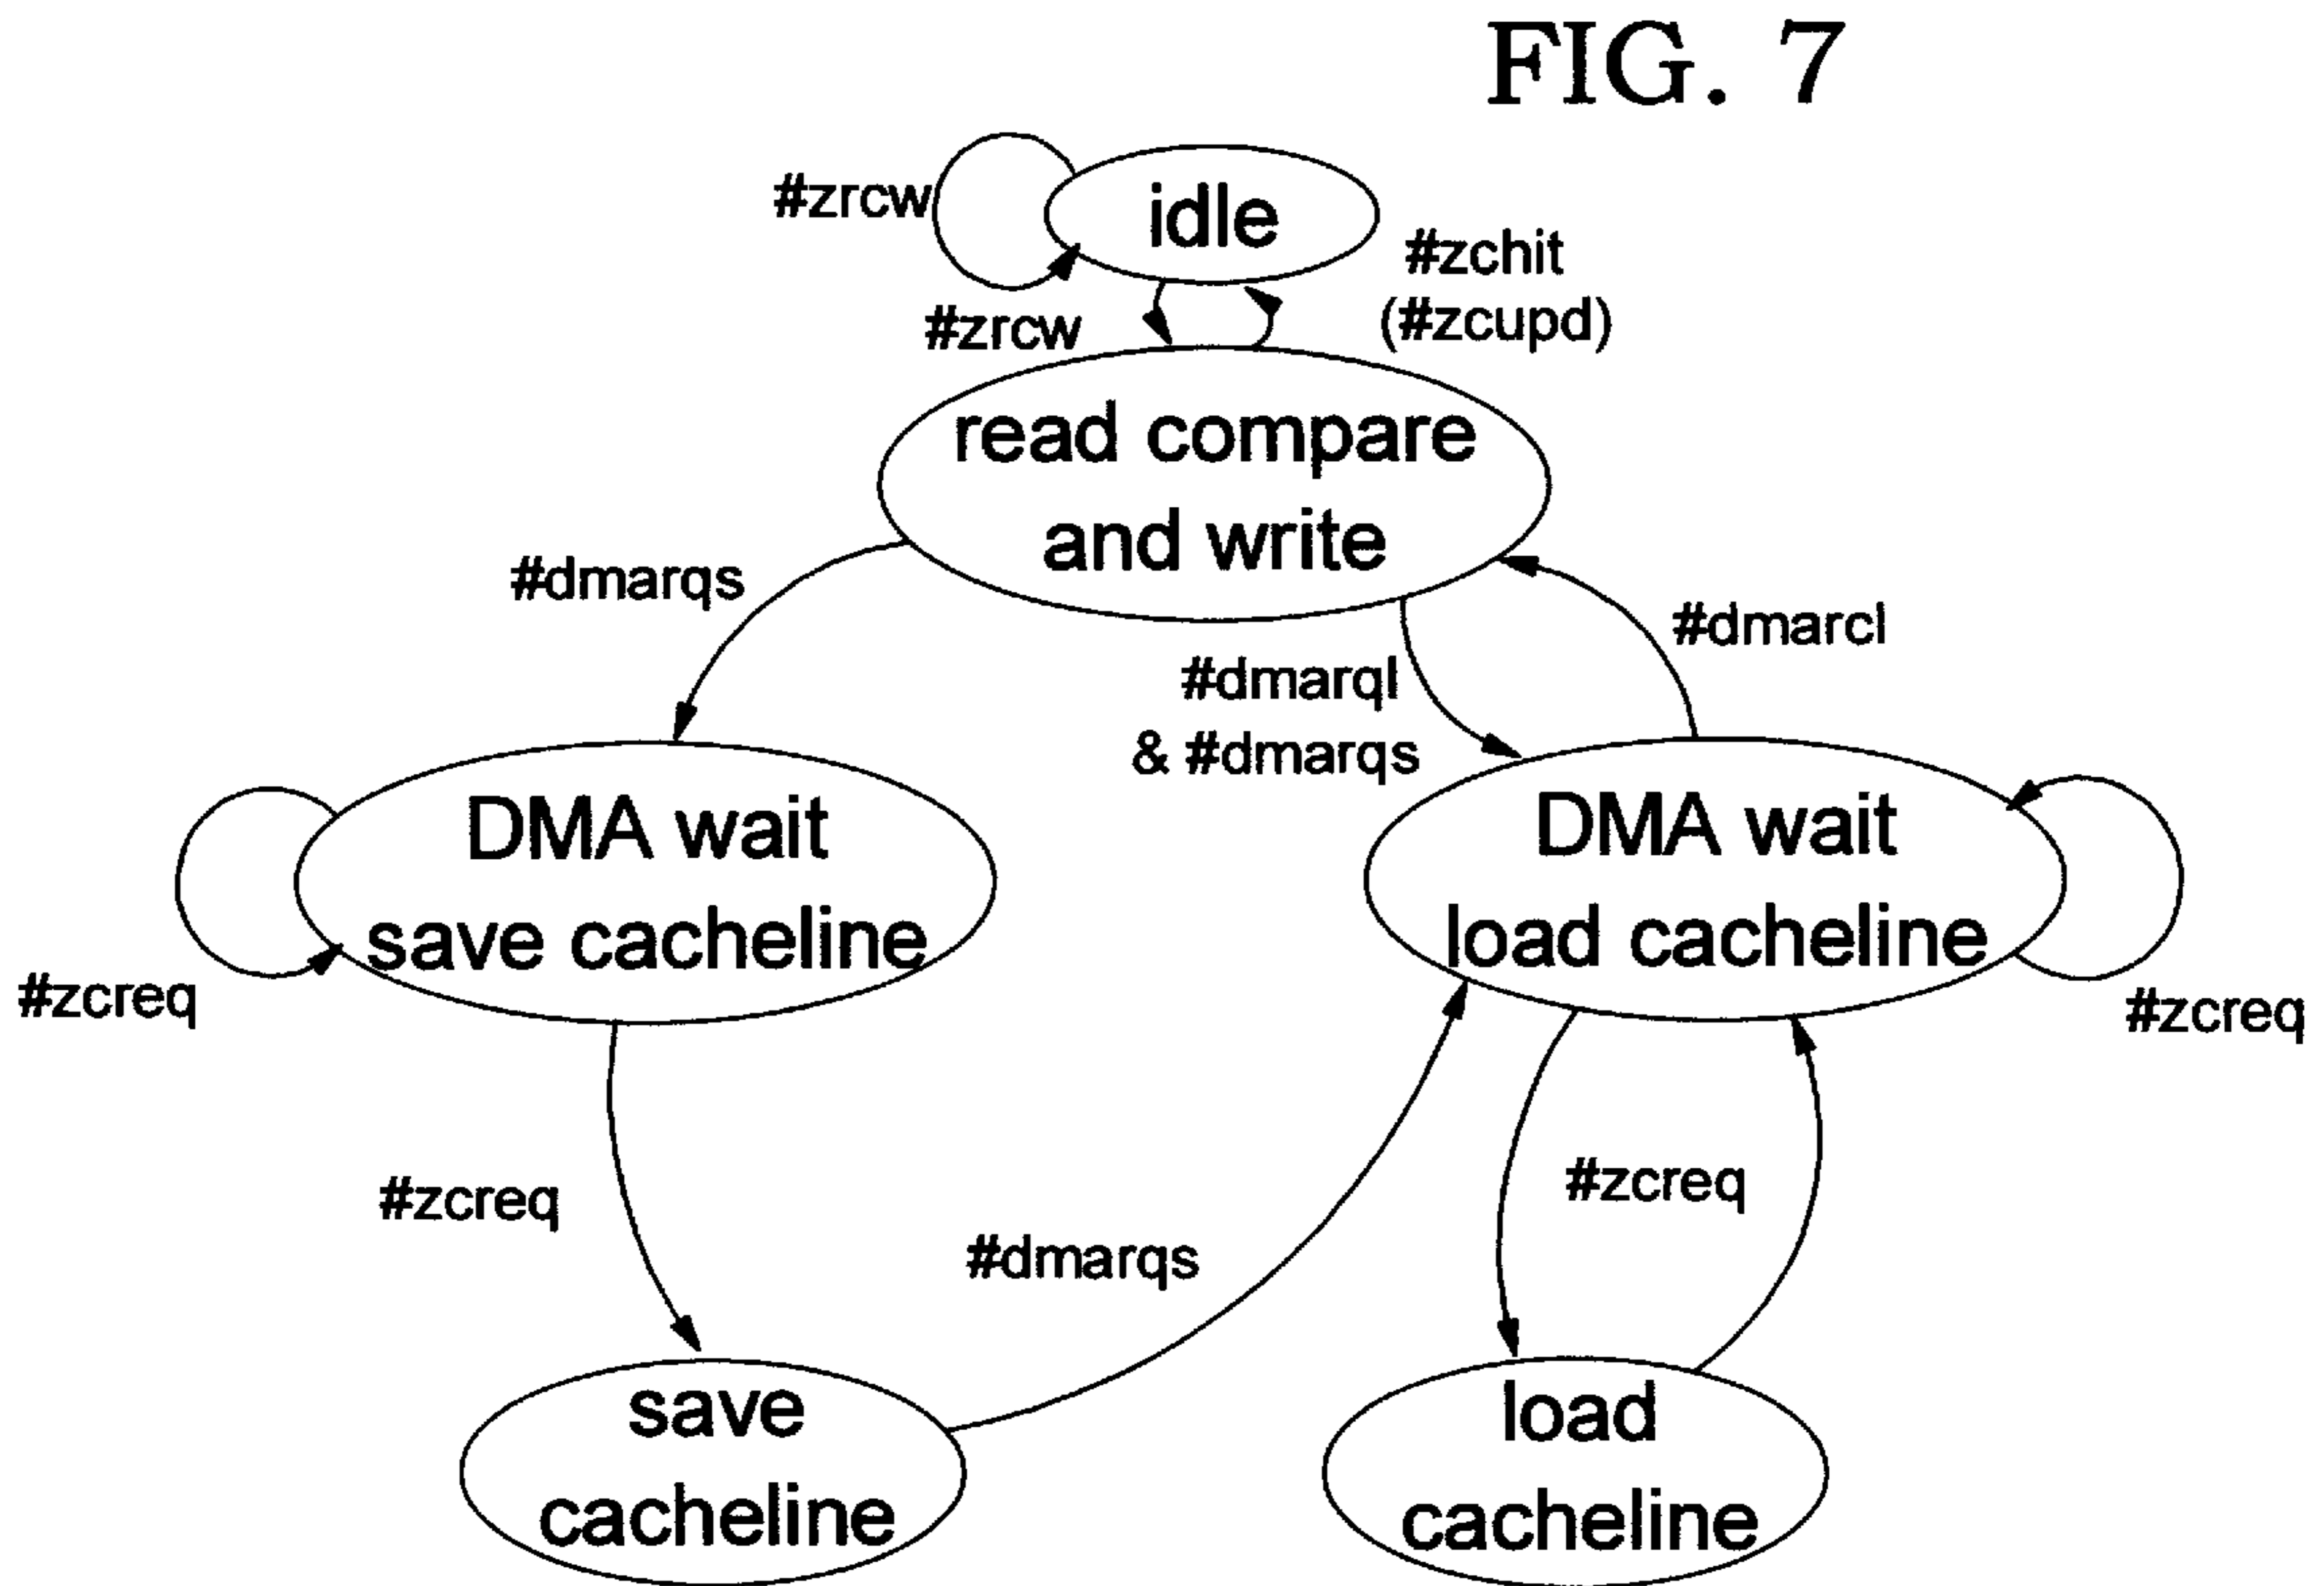 FIG. 7
#zrcw
idle
#zchit
(#zcupd)
#zrcw
read compare
and write
#dmarqs
#dmarcl
#dmarql
& #dmarqs
DMA wait
save cacheline
DMA wait
load cacheline
#zcreq
#zcreq
#zcreq
#zcreq
#dmarqs
save
cacheline
load
cacheline